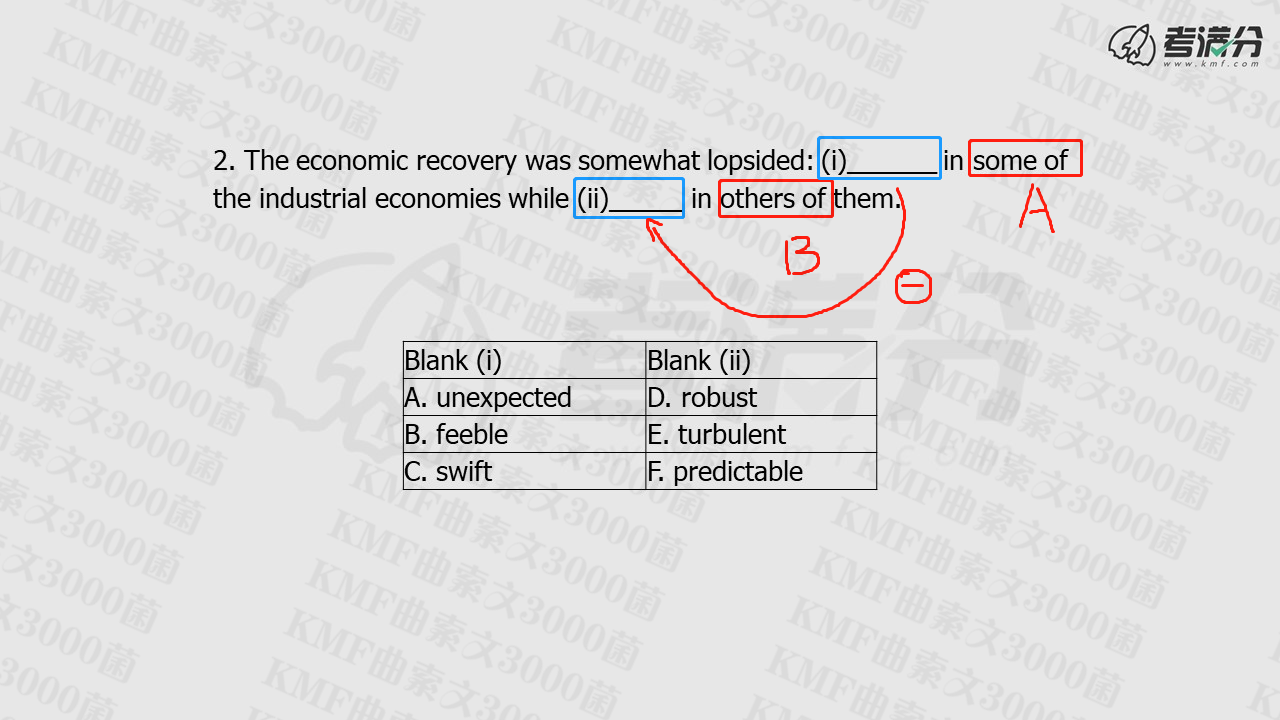 考满分
www.kmf.com
2. The economic recovery was somewhat lopsided: (i)_______in some of
the industrial economies while (ii)_____ in others of them.
A
B
Blank (i) Blank (ii)
A. unexpected D. robust
B. feeble E. turbulent
C. swift F. predictable
KMF曲索文3000菌